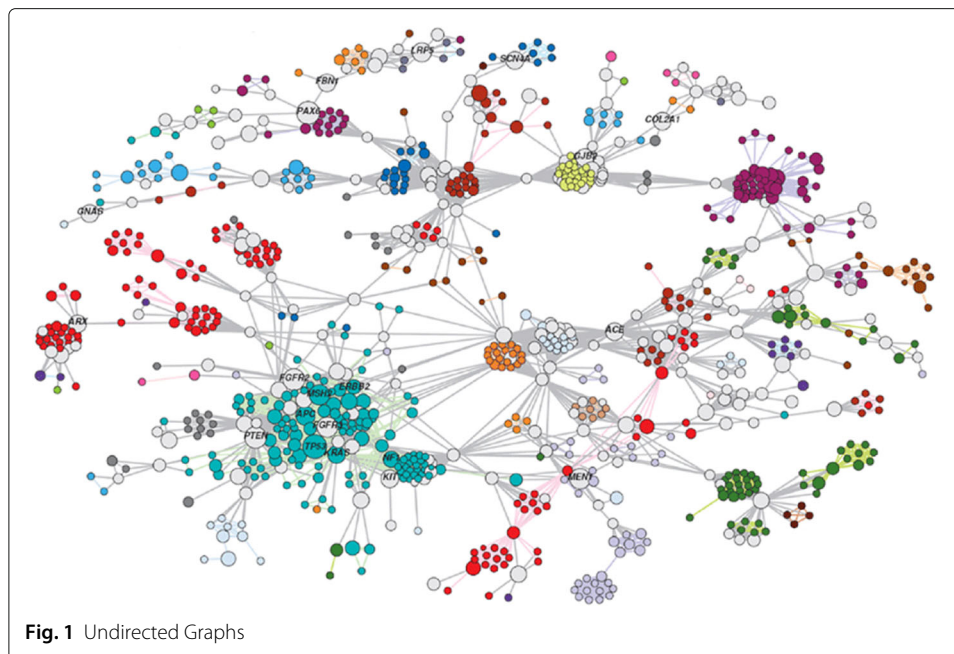 LRP5
SCN4A
FBN1
PAX6
COL2A1
GJB2
GNAS
ARX
ACE
FGFR2
ERBB2
MSH2
APC
FGFR3
PTEN
TP53
KRAS
NF1
KIT
MEN1
Fig. 1 Undirected Graphs